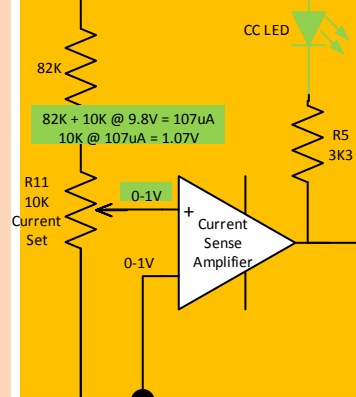 CC LED
82K
82K + 10K @ 9.8V = 107uA
10K @ 107uA = 1.07V
R5
3K3
R11
10K
Current
Set
0-1V
+
Current
Sense
Amplifier
0-1V